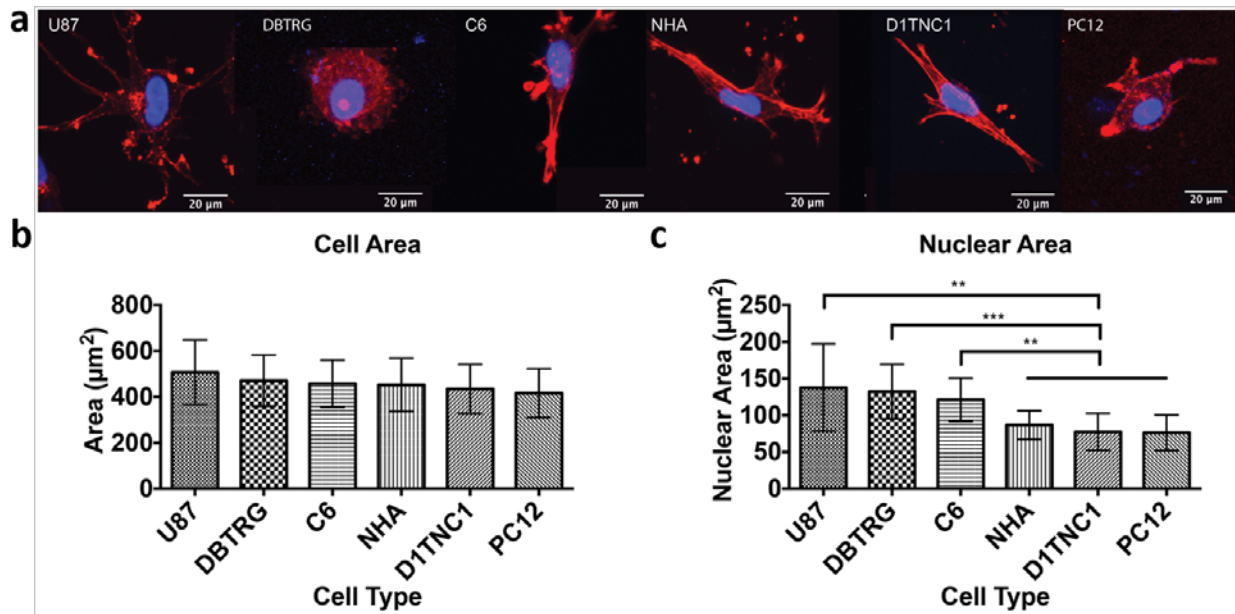 a
U87
DBTRG
C6
NHA
D1TNC1
PC12
20 µm
20 µm
20 µm
20 µm
20 µm
20 µm
b
Cell Area
Area (µm²)
800
600
400
200
0
U87
DBTRG
C6
NHA
D1TNC1
PC12
Cell Type
c
Nuclear Area
Nuclear Area (µm²)
250
200
150
100
50
0
**
***
**
U87
DBTRG
C6
NHA
D1TNC1
PC12
Cell Type